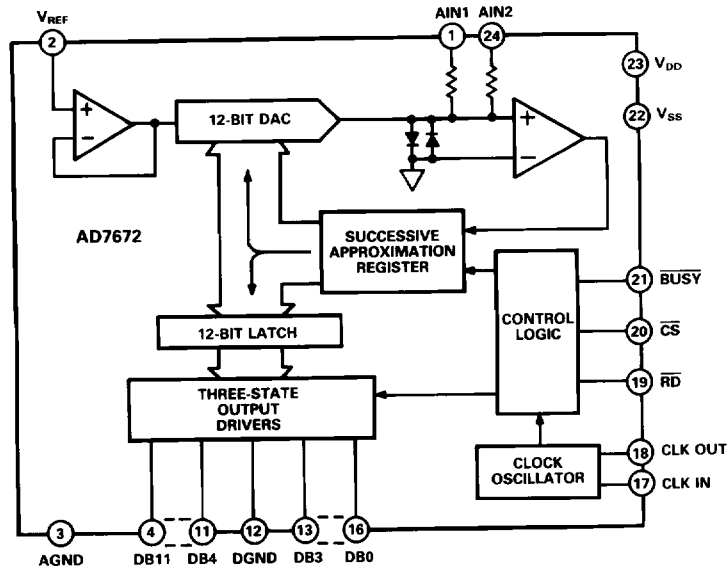 AIN1 AIN2
VREF
2
1
24
23 VDD
+
−
12-BIT DAC
+
−
22 VSS
AD7672
SUCCESSIVE
APPROXIMATION
REGISTER
21 BUSY
CONTROL
LOGIC
20 CS
12-BIT LATCH
19 RD
THREE-STATE
OUTPUT
DRIVERS
CLOCK
OSCILLATOR
18 CLK OUT
17 CLK IN
3
4
11
12
13
16
AGND
DB11
DB4
DGND
DB3
DB0